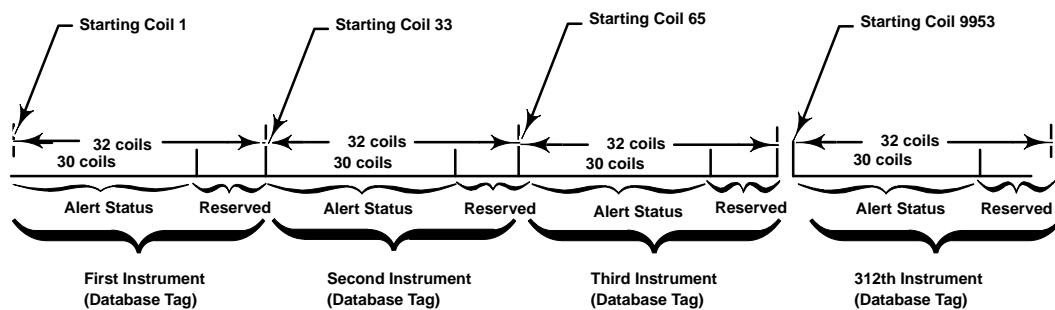 Starting Coil 1
Starting Coil 33
Starting Coil 65
Starting Coil 9953
32 coils
32 coils
32 coils
32 coils
30 coils
30 coils
30 coils
30 coils
Alert Status
Reserved
Alert Status
Reserved
Alert Status
Reserved
Alert Status
Reserved
First Instrument
(Database Tag)
Second Instrument
(Database Tag)
Third Instrument
(Database Tag)
312th Instrument
(Database Tag)